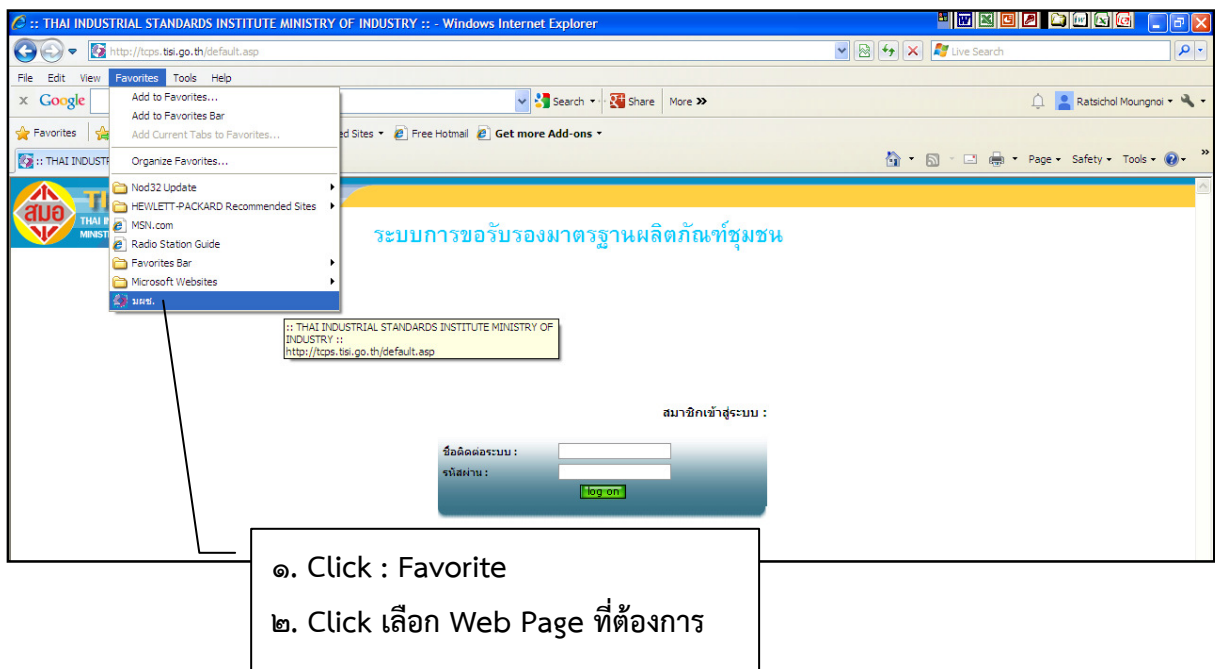 :: THAI INDUSTRIAL STANDARDS INSTITUTE MINISTRY OF INDUSTRY :: - Windows Internet Explorer
http://tcps.tisi.go.th/default.asp
Live Search
File Edit View Favorites Tools Help
x Google Search Share More >> Ratsichol Moungnoi
Add to Favorites...
Add to Favorites Bar
Favorites Add Current Tabs to Favorites... ed Sites Free Hotmail Get more Add-ons
:: THAI INDUSTR Organize Favorites... Page Safety Tools
Nod32 Update
HEWLETT-PACKARD Recommended Sites
MSN.com
Radio Station Guide
Favorites Bar
Microsoft Websites
มผช.
สมอ TI
THAI IN
MINIST
ระบบการขอรับรองมาตรฐานผลิตภัณฑ์ชุมชน
:: THAI INDUSTRIAL STANDARDS INSTITUTE MINISTRY OF
INDUSTRY ::
http://tcps.tisi.go.th/default.asp
สมาชิกเข้าสู่ระบบ :
ชื่อติดต่อระบบ :
รหัสผ่าน :
log on
๑. Click : Favorite
๒. Click เลือก Web Page ที่ต้องการ